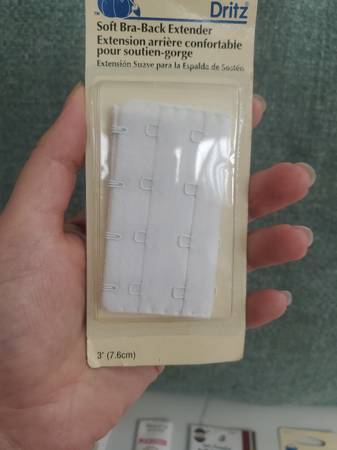 Dritz®
Soft Bra-Back Extender
Extension arrière confortable
pour soutien-gorge
Extensión Suave para la Espalda de Sostén
3" (7.6cm)